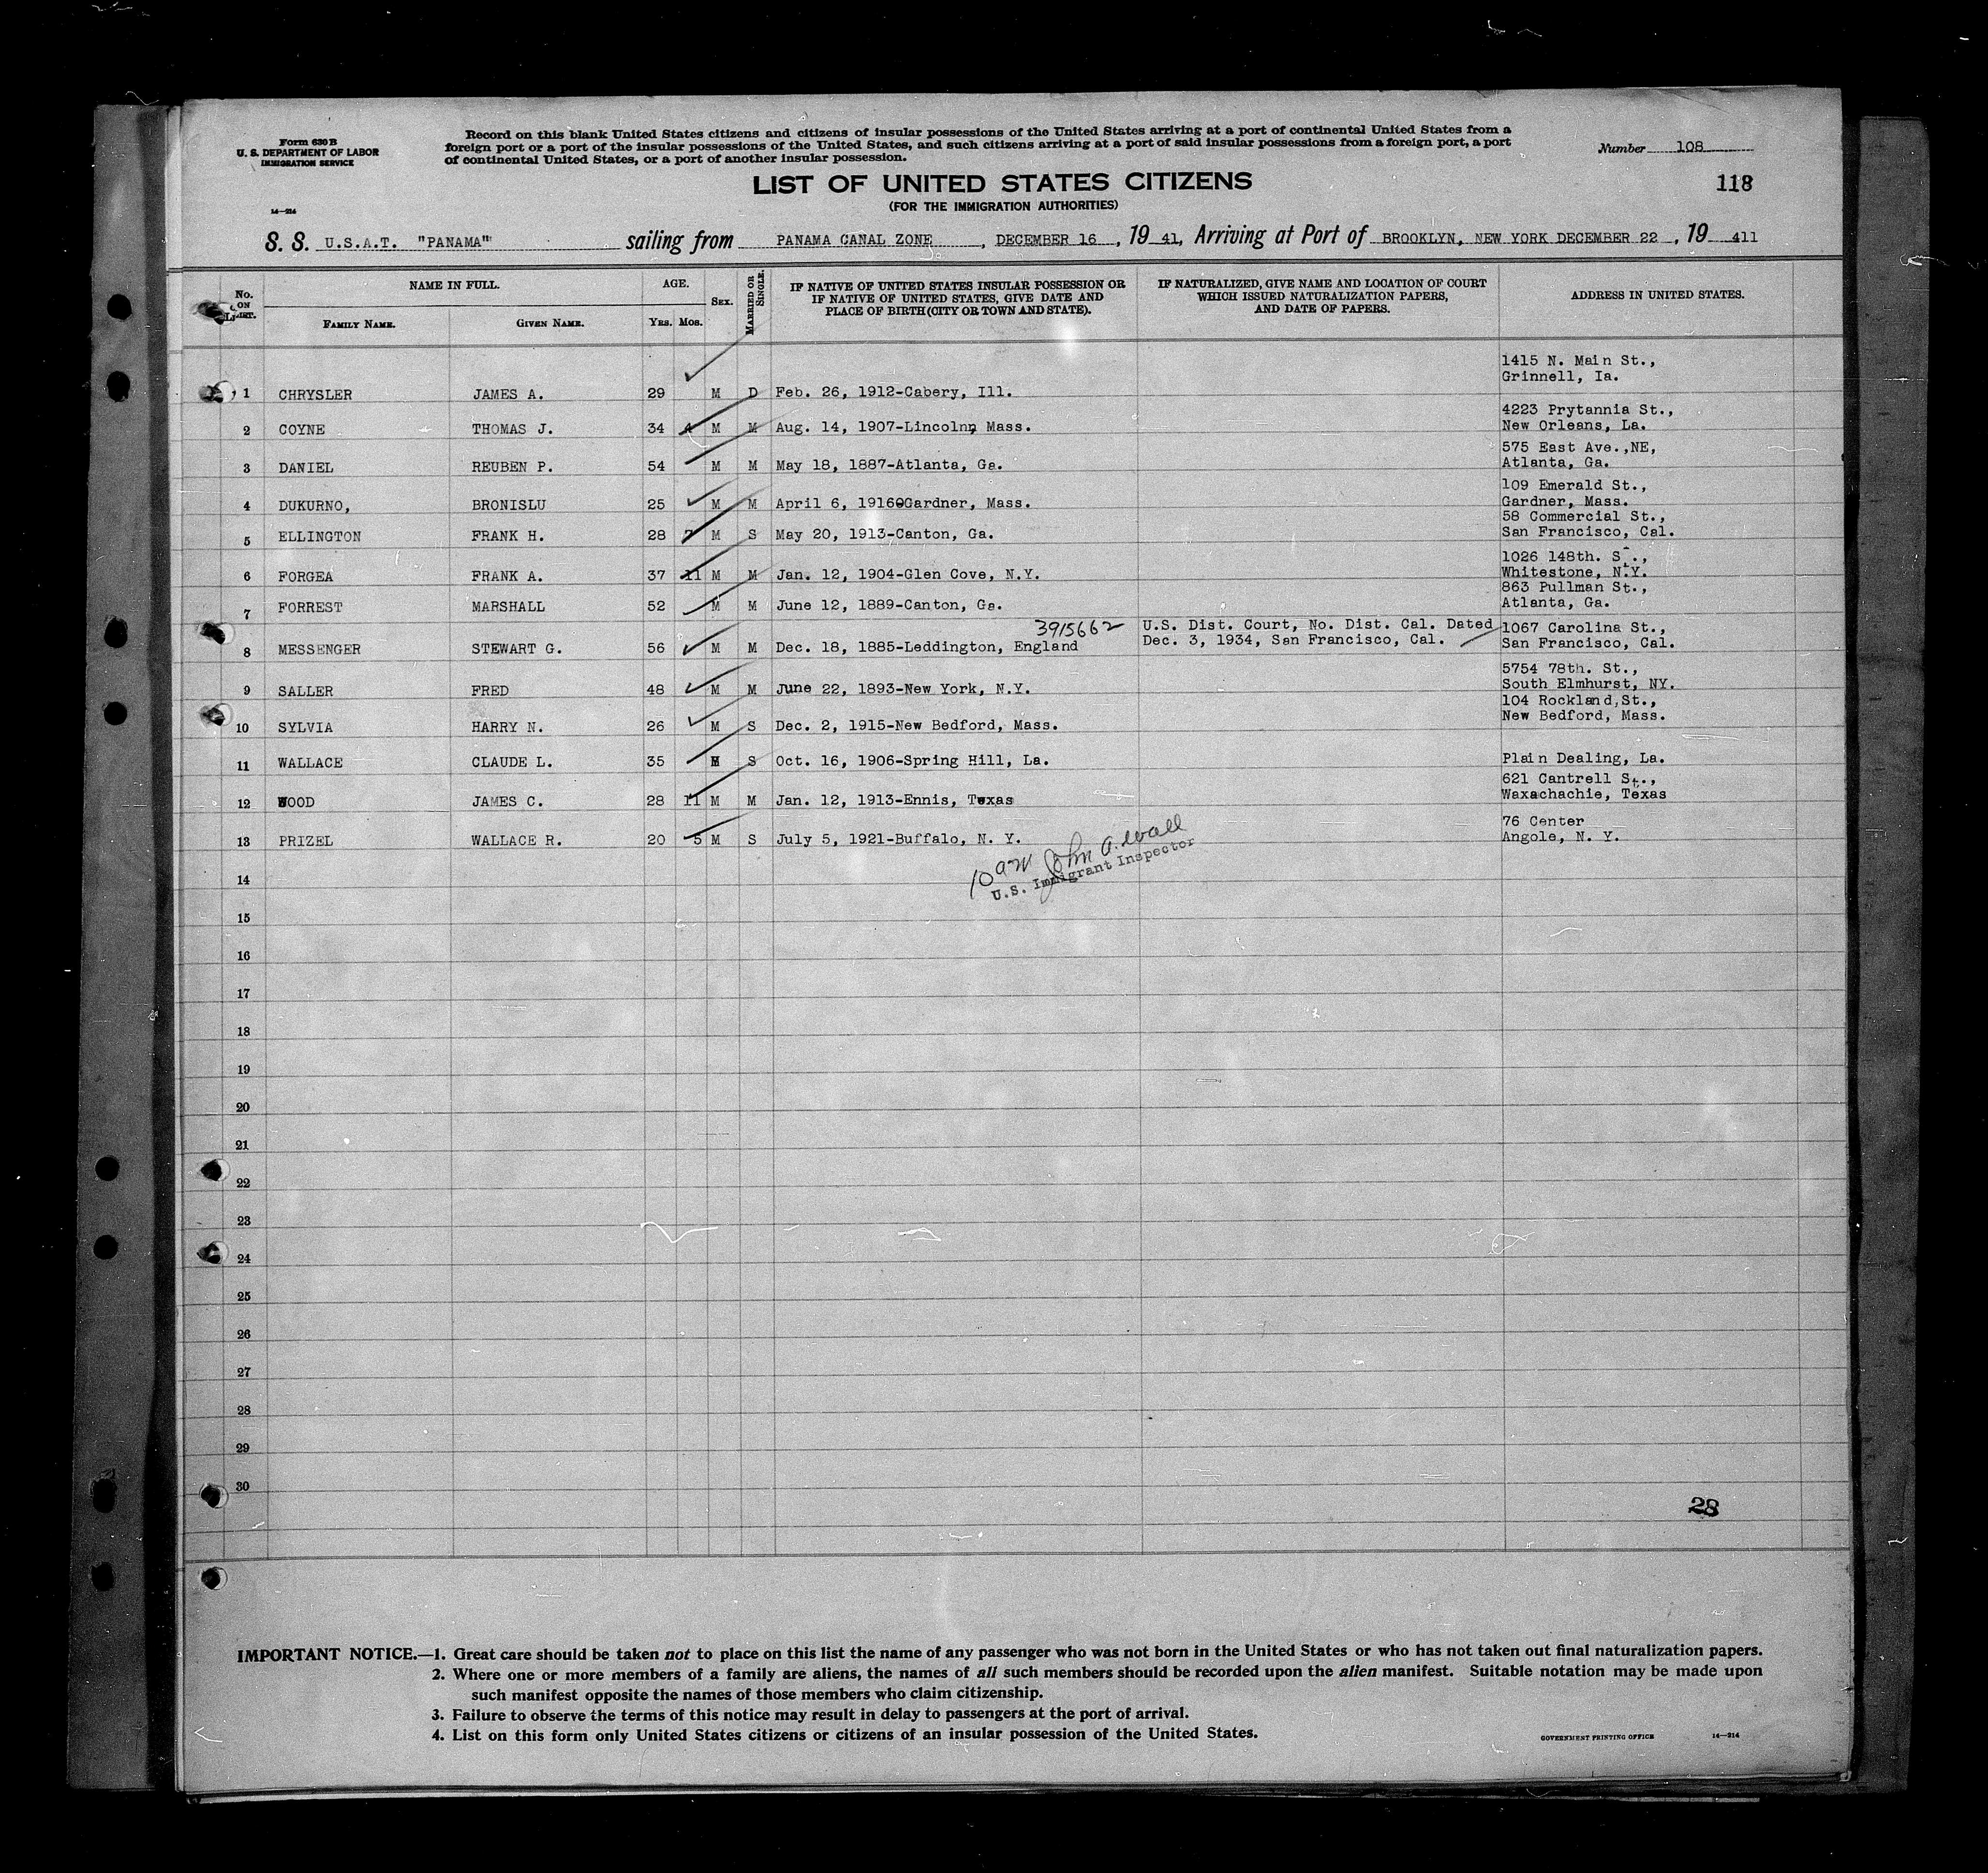 Form 630 B
U. S. DEPARTMENT OF LABOR
IMMIGRATION SERVICE
14—214
Record on this blank United States citizens and citizens of insular possessions of the United States arriving at a port of continental United States from a
foreign port or a port of the insular possessions of the United States, and such citizens arriving at a port of said insular possessions from a foreign port, a port
of continental United States, or a port of another insular possession.
Number 108
118
LIST OF UNITED STATES CITIZENS
(FOR THE IMMIGRATION AUTHORITIES)
S. S. U.S.A.T. "PANAMA" sailing from PANAMA CANAL ZONE, DECEMBER 16, 19 41, Arriving at Port of BROOKLYN, NEW YORK DECEMBER 22, 19 411
No. ON LIST.
NAME IN FULL.
FAMILY NAME. GIVEN NAME.
AGE.
YRS. MOS.
SEX.
MARRIED OR SINGLE.
IF NATIVE OF UNITED STATES INSULAR POSSESSION OR
IF NATIVE OF UNITED STATES, GIVE DATE AND
PLACE OF BIRTH (CITY OR TOWN AND STATE).
IF NATURALIZED, GIVE NAME AND LOCATION OF COURT
WHICH ISSUED NATURALIZATION PAPERS,
AND DATE OF PAPERS.
ADDRESS IN UNITED STATES.
1415 N. Main St.,
Grinnell, Ia.
1 CHRYSLER JAMES A. 29 M D Feb. 26, 1912-Cabery, Ill.
4223 Prytannia St.,
2 COYNE THOMAS J. 34 4 M M Aug. 14, 1907-Lincolnn, Mass. New Orleans, La.
575 East Ave.,NE,
3 DANIEL REUBEN P. 54 M M May 18, 1887-Atlanta, Ga. Atlanta, Ga.
109 Emerald St.,
4 DUKURNO, BRONISLU 25 M M April 6, 1916-Gardner, Mass. Gardner, Mass.
58 Commercial St.,
5 ELLINGTON FRANK H. 28 7 M S May 20, 1913-Canton, Ga. San Francisco, Cal.
1026 148th. St.,
6 FORGEA FRANK A. 37 11 M M Jan. 12, 1904-Glen Cove, N.Y. Whitestone, N.Y.
863 Pullman St.,
7 FORREST MARSHALL 52 M M June 12, 1889-Canton, Ga. Atlanta, Ga.
3915662 U.S. Dist. Court, No. Dist. Cal. Dated 1067 Carolina St.,
8 MESSENGER STEWART G. 56 M M Dec. 18, 1885-Leddington, England Dec. 3, 1934, San Francisco, Cal. San Francisco, Cal.
5754 78th. St.,
9 SALLER FRED 48 M M June 22, 1893-New York, N.Y. South Elmhurst, NY.
104 Rockland,St.,
10 SYLVIA HARRY N. 26 M S Dec. 2, 1915-New Bedford, Mass. New Bedford, Mass.
11 WALLACE CLAUDE L. 35 M S Oct. 16, 1906-Spring Hill, La. Plain Dealing, La.
621 Cantrell St.,
12 WOOD JAMES C. 28 11 M M Jan. 12, 1913-Ennis, Texas Waxachachie, Texas
76 Center
13 PRIZEL WALLACE R. 20 5 M S July 5, 1921-Buffalo, N. Y. Angole, N. Y.
10 am John A. Wall
U.S. Immigrant Inspector
14
15
16
17
18
19
20
21
22
23
24
25
26
27
28
29
30
28
IMPORTANT NOTICE.—1. Great care should be taken not to place on this list the name of any passenger who was not born in the United States or who has not taken out final naturalization papers.
2. Where one or more members of a family are aliens, the names of all such members should be recorded upon the alien manifest. Suitable notation may be made upon
such manifest opposite the names of those members who claim citizenship.
3. Failure to observe the terms of this notice may result in delay to passengers at the port of arrival.
4. List on this form only United States citizens or citizens of an insular possession of the United States.
GOVERNMENT PRINTING OFFICE 14—214